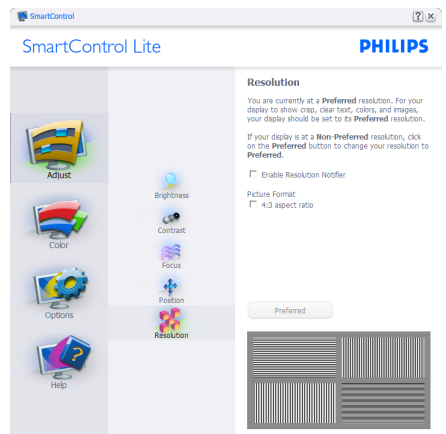 SmartControl
SmartControl Lite
PHILIPS
Adjust
Color
Options
Help
Brightness
Contrast
Focus
Position
Resolution
Resolution
You are currently at a Preferred resolution. For your
display to show crisp, clear text, colors, and images,
your display should be set to its Preferred resolution.
If your display is at a Non-Preferred resolution, click
on the Preferred button to change your resolution to
Preferred.
Enable Resolution Notifier
Picture Format
4:3 aspect ratio
Preferred